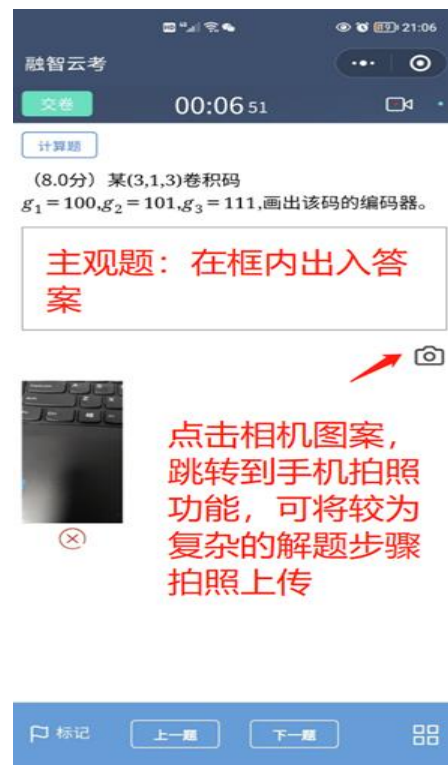 21:06
融智云考
交卷
00:06 51
计算题
(8.0分) 某(3,1,3)卷积码
g₁=100,g₂=101,g₃=111,画出该码的编码器。
主观题：在框内出入答
案
点击相机图案，
跳转到手机拍照
功能，可将较为
复杂的解题步骤
拍照上传
标记
上一题
下一题